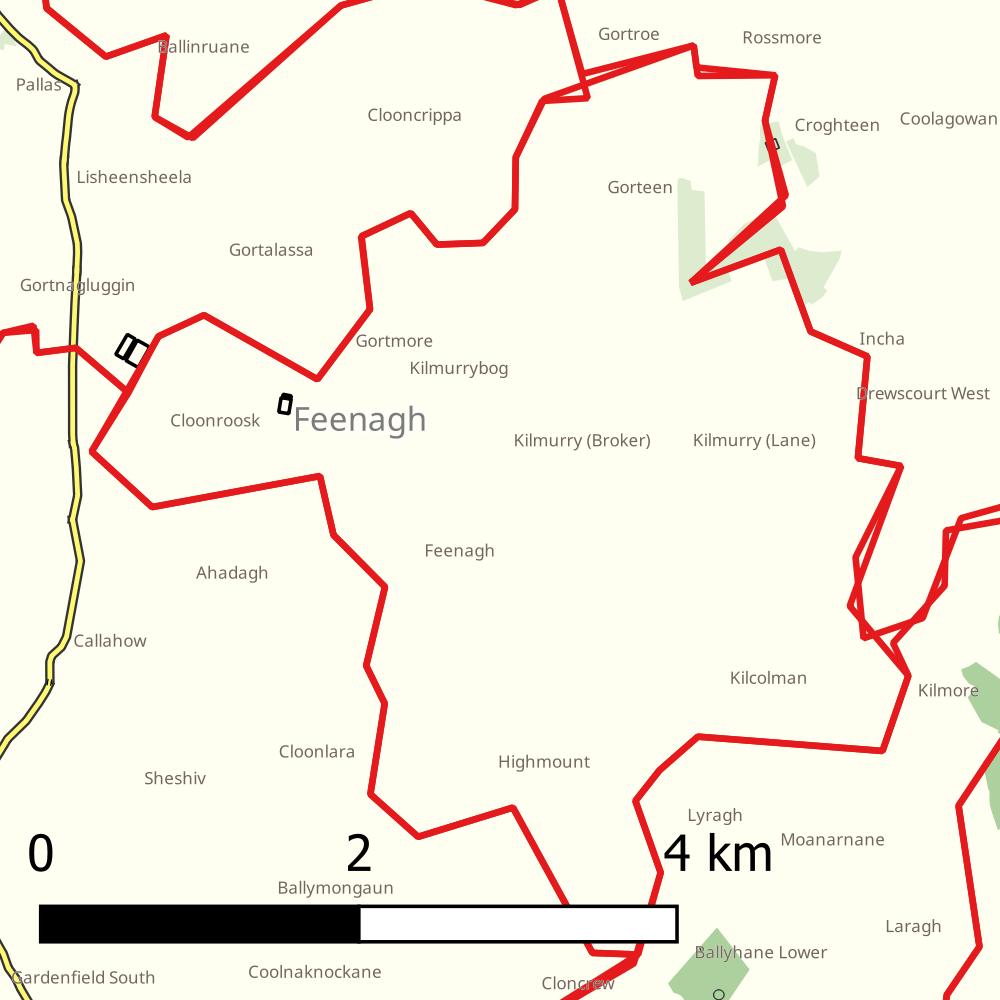 Gortroe
Rossmore
Ballinruane
Pallas
Clooncrippa
Croghteen
Coolagowan
Lisheensheela
Gorteen
Gortalassa
Gortnagluggin
Gortmore
Incha
Kilmurrybog
Drewscourt West
Cloonroosk
Feenagh
Kilmurry (Broker)
Kilmurry (Lane)
Feenagh
Ahadagh
Callahow
Kilcolman
Kilmore
Cloonlara
Highmount
Sheshiv
Lyragh
Moanarnane
0 2 4 km
Ballymongaun
Laragh
Ballyhane Lower
Gardenfield South
Coolnaknockane
Cloncrew